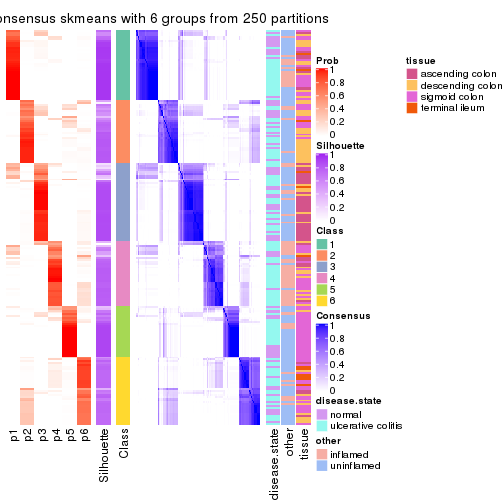 onsensus skmeans with 6 groups from 250 partitions
Prob
1
0.8
0.6
0.4
0.2
0
Silhouette
1
0.8
0.6
0.4
0.2
0
Class
1
2
3
4
5
6
Consensus
1
0.8
0.6
0.4
0.2
0
disease.state
normal
ulcerative colitis
other
inflamed
uninflamed
tissue
ascending colon
descending colon
sigmoid colon
terminal ileum
p1
p2
p3
p4
p5
p6
Silhouette
Class
disease.state
other
tissue